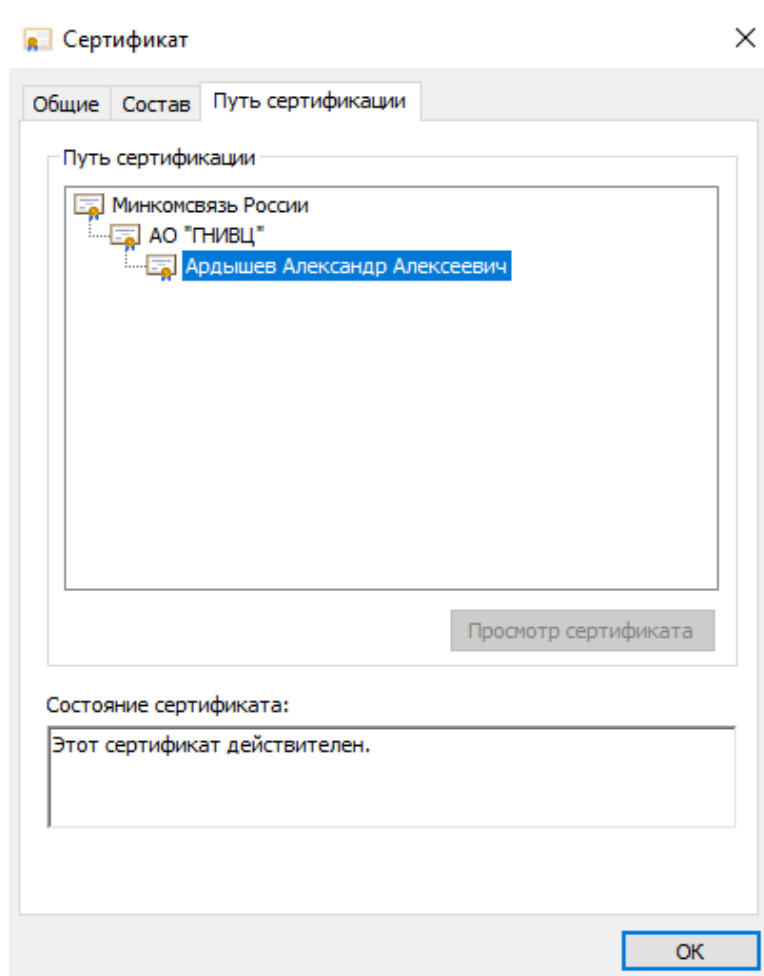 Сертификат
Общие Состав Путь сертификации
Путь сертификации
Минкомсвязь России
АО "ГНИВЦ"
Ардышев Александр Алексеевич
Просмотр сертификата
Состояние сертификата:
Этот сертификат действителен.
ОК